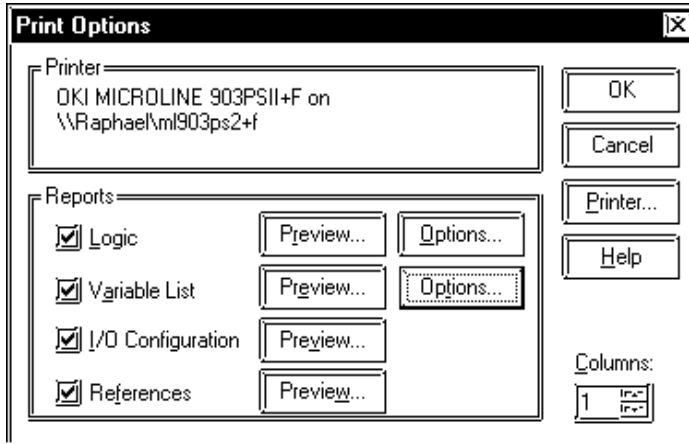 Print Options
Printer
OKI MICROLINE 903PSII+F on
\\Raphael\ml903ps2+f
OK
Cancel
Printer...
Help
Reports
Logic Preview... Options...
Variable List Preview... Options...
I/O Configuration Preview...
References Preview...
Columns:
1